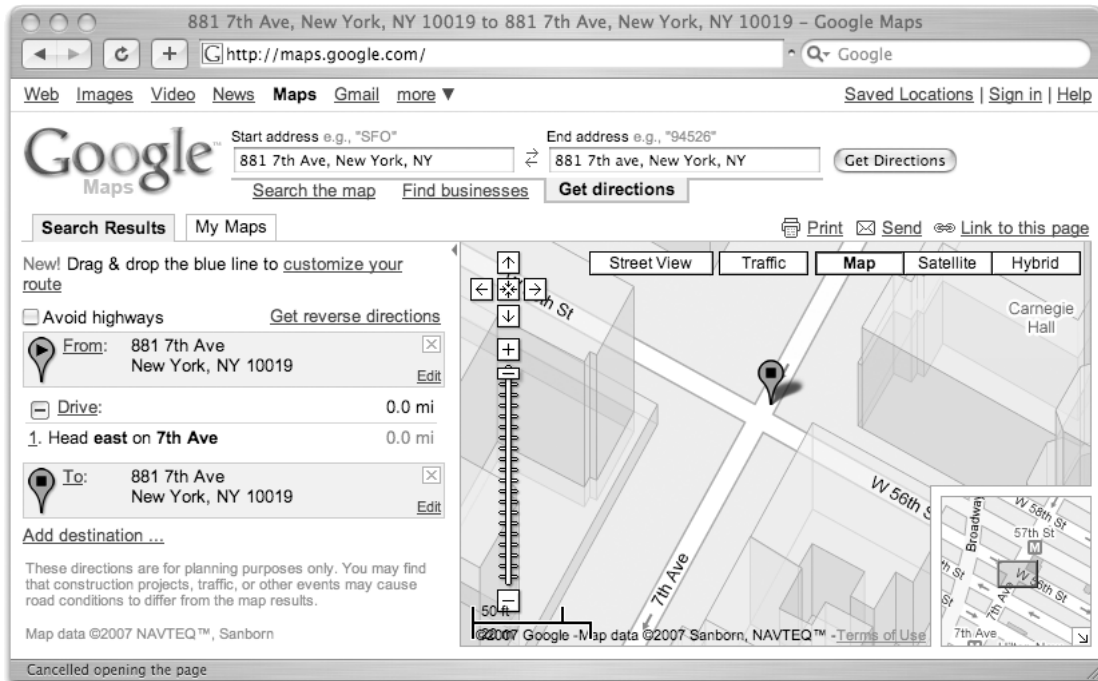 881 7th Ave, New York, NY 10019 to 881 7th Ave, New York, NY 10019 – Google Maps
G http://maps.google.com/
Google
Web Images Video News Maps Gmail more ▼
Saved Locations | Sign in | Help
Google™
Maps
Start address e.g., "SFO"
End address e.g., "94526"
881 7th Ave, New York, NY
881 7th ave, New York, NY
Get Directions
Search the map Find businesses Get directions
Search Results My Maps
Print Send Link to this page
New! Drag & drop the blue line to customize your
route
Avoid highways Get reverse directions
From: 881 7th Ave
New York, NY 10019
Edit
Drive: 0.0 mi
1. Head east on 7th Ave 0.0 mi
To: 881 7th Ave
New York, NY 10019
Edit
Add destination ...
These directions are for planning purposes only. You may find
that construction projects, traffic, or other events may cause
road conditions to differ from the map results.
Map data ©2007 NAVTEQ™, Sanborn
Street View Traffic Map Satellite Hybrid
Carnegie
Hall
W 56th St
7th Ave
50 ft
©2007 Google -Map data ©2007 Sanborn, NAVTEQ™ -Terms of Use
Broadway
W 58th St
57th St
M
W 56th St
7th Ave
7th Ave
Cancelled opening the page